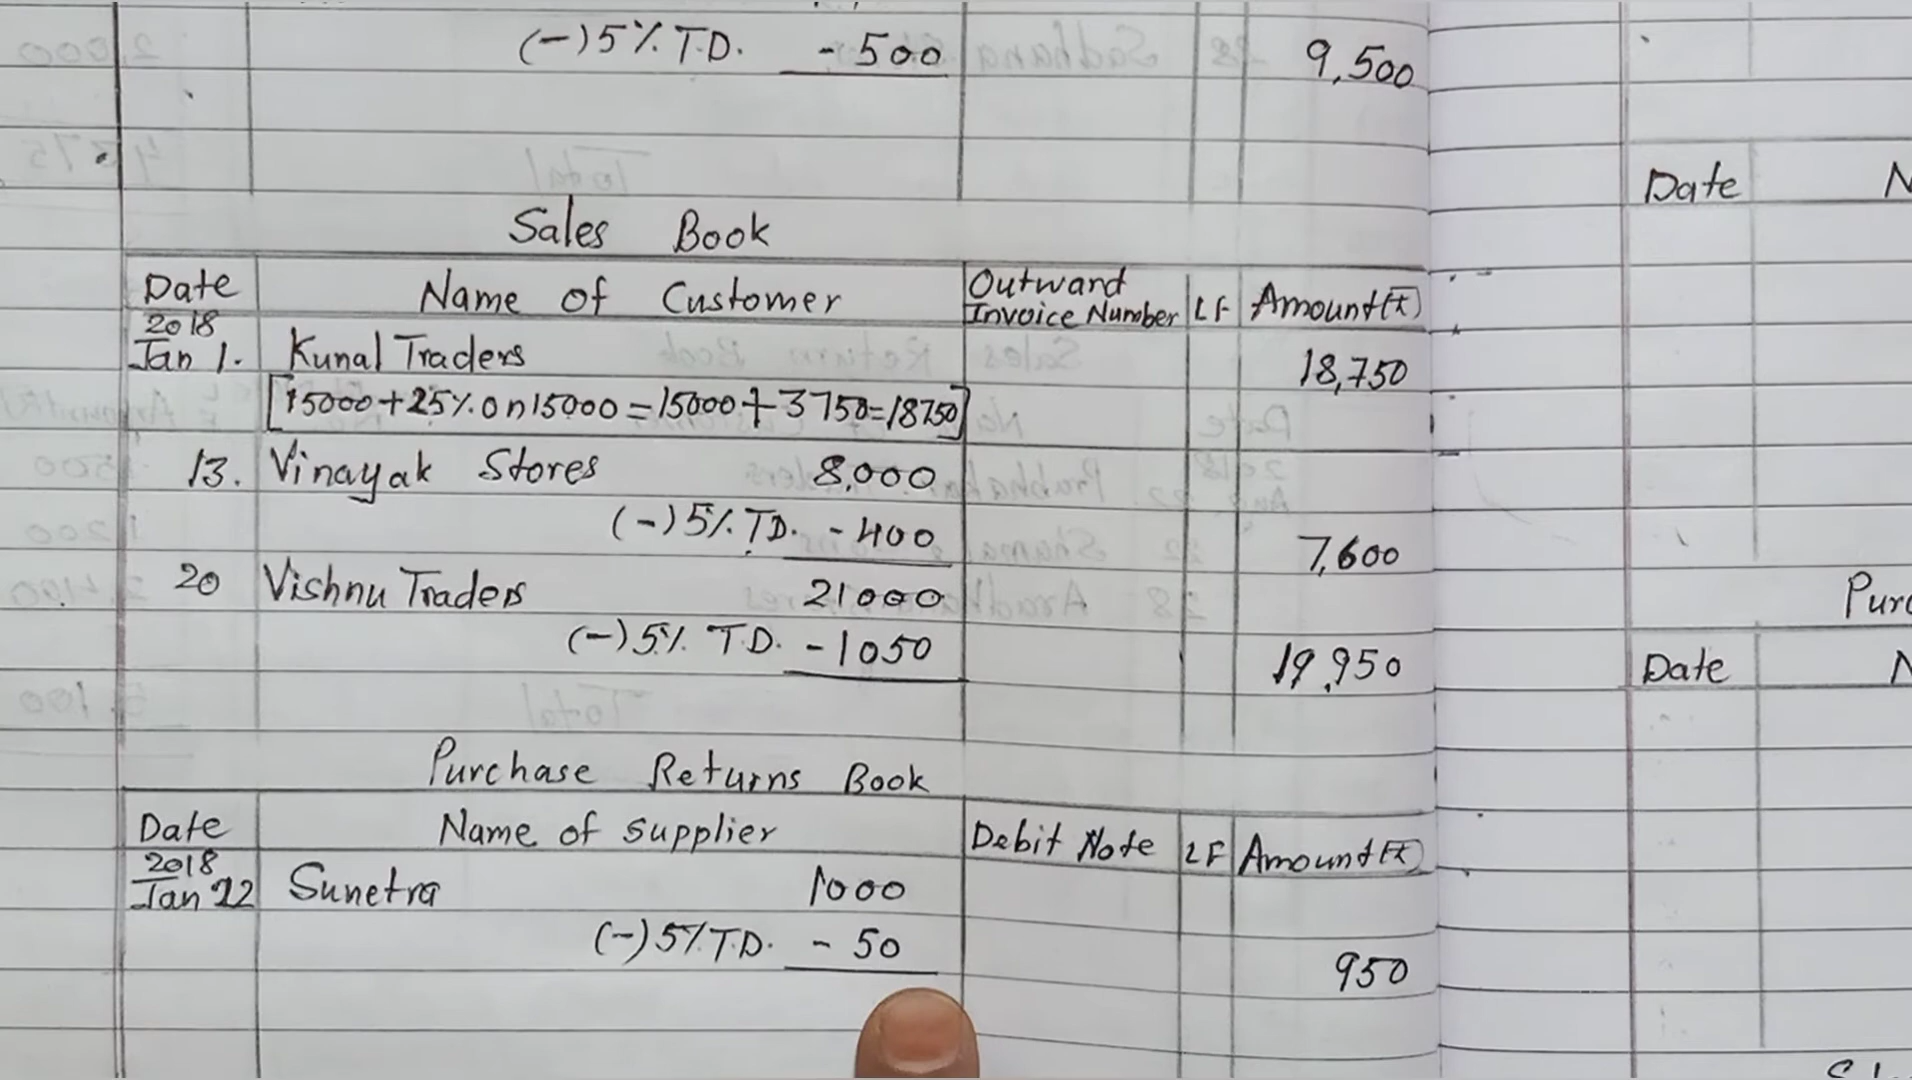 (-) 5% T.D. - 500 9,500
Sales Book
Date Name of Customer Outward Invoice Number LF Amount(₹)
2018
Jan 1. Kunal Traders 18,750
[15000+25% on 15000 = 15000 + 3750 = 18750]
13. Vinayak Stores 8,000
(-) 5% T.D. - 400 7,600
20 Vishnu Traders 21000
(-) 5% T.D. - 1050 19,950
Purchase Returns Book
Date Name of supplier Debit Note LF Amount(₹)
2018
Jan 22 Sunetra 1000
(-) 5% T.D. - 50 950
Date N
Purc
Date N